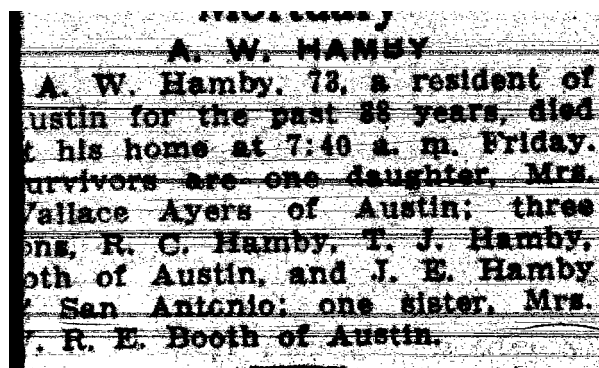 Mortuary
A. W. HAMBY
A. W. Hamby, 73, a resident of
ustin for the past 38 years, died
t his home at 7:40 a. m. Friday.
urvivors are one daughter, Mrs.
Wallace Ayers of Austin; three
ons, R. C. Hamby, T. J. Hamby,
oth of Austin, and J. E. Hamby
f San Antonio; one sister, Mrs.
R. E. Booth of Austin.